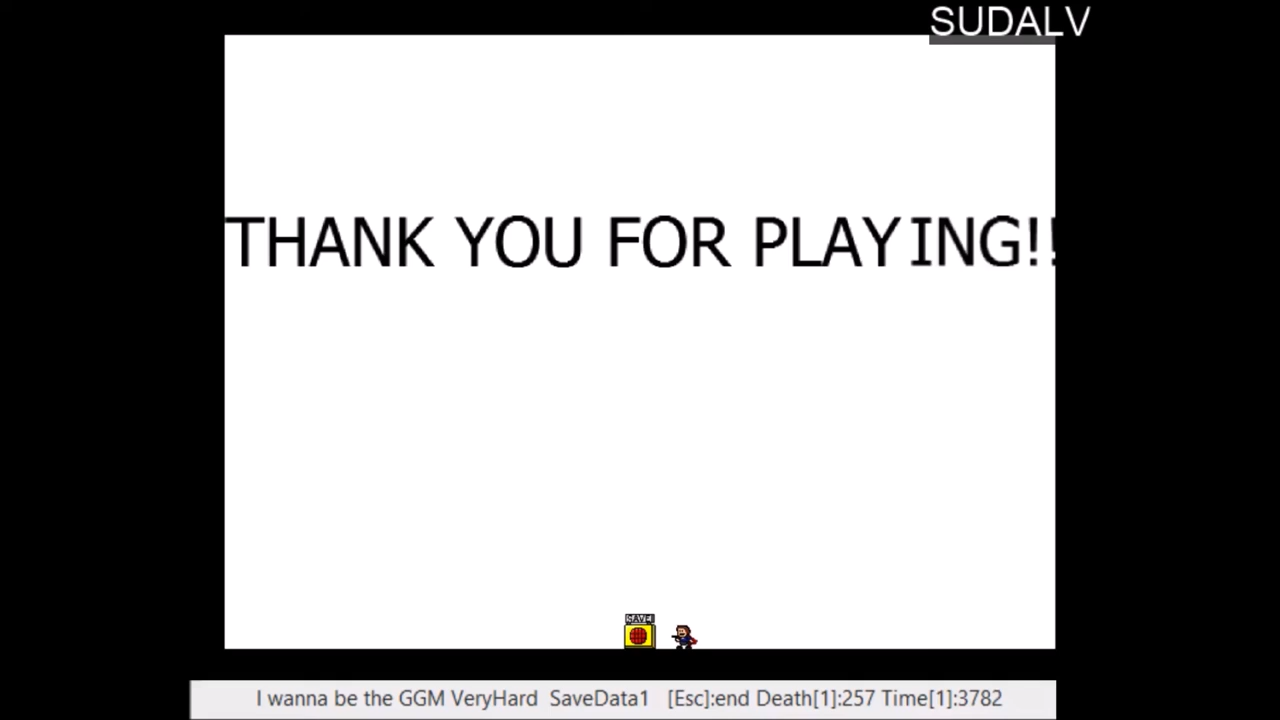 SUDALV
THANK YOU FOR PLAYING!!
SAVE
I wanna be the GGM VeryHard SaveData1 [Esc]:end Death[1]:257 Time[1]:3782